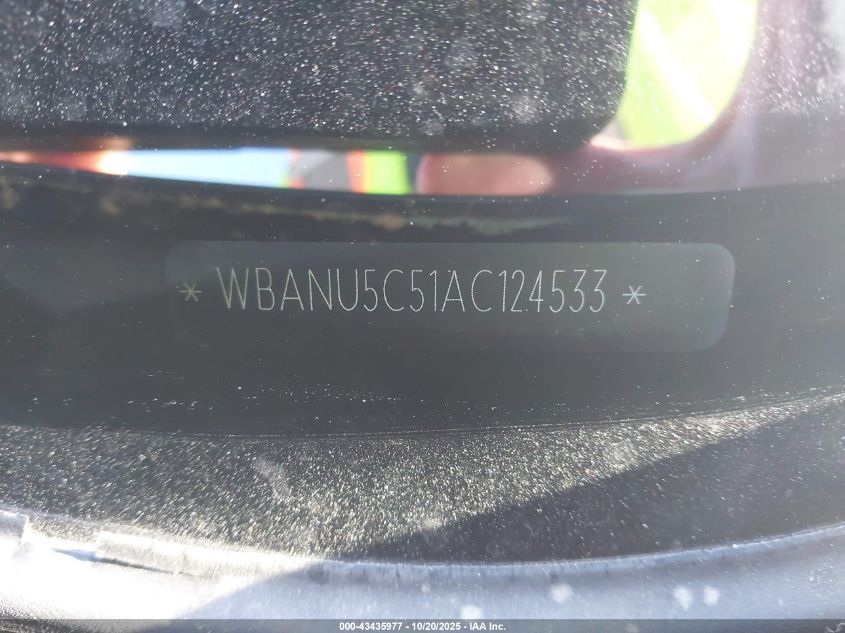 * WBANU5C51AC124533 *
000-43435977 - 10/20/2025 - IAA Inc.